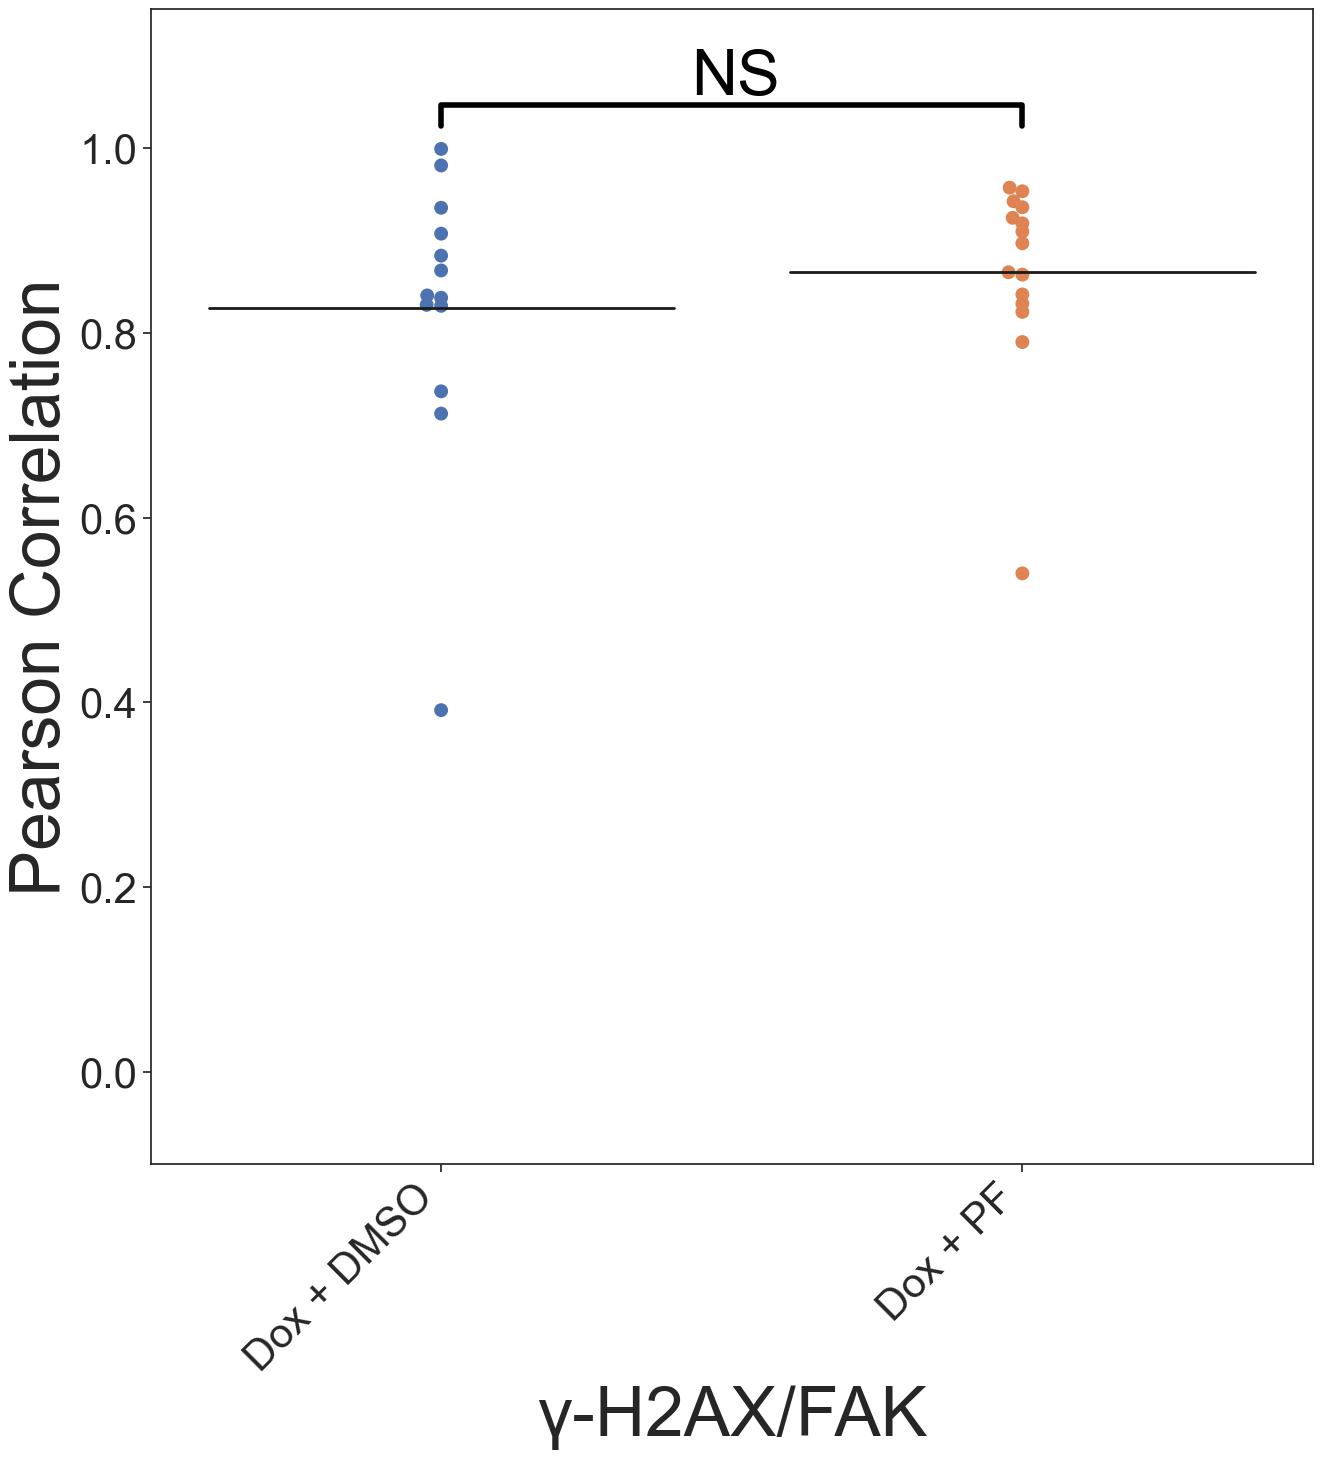 NS
1.0
0.8
0.6
0.4
0.2
0.0
Pearson Correlation
Dox + DMSO
Dox + PF
γ-H2AX/FAK